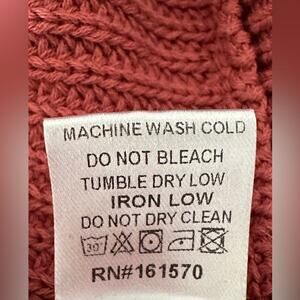 MACHINE WASH COLD
DO NOT BLEACH
TUMBLE DRY LOW
IRON LOW
DO NOT DRY CLEAN
30°
RN#161570